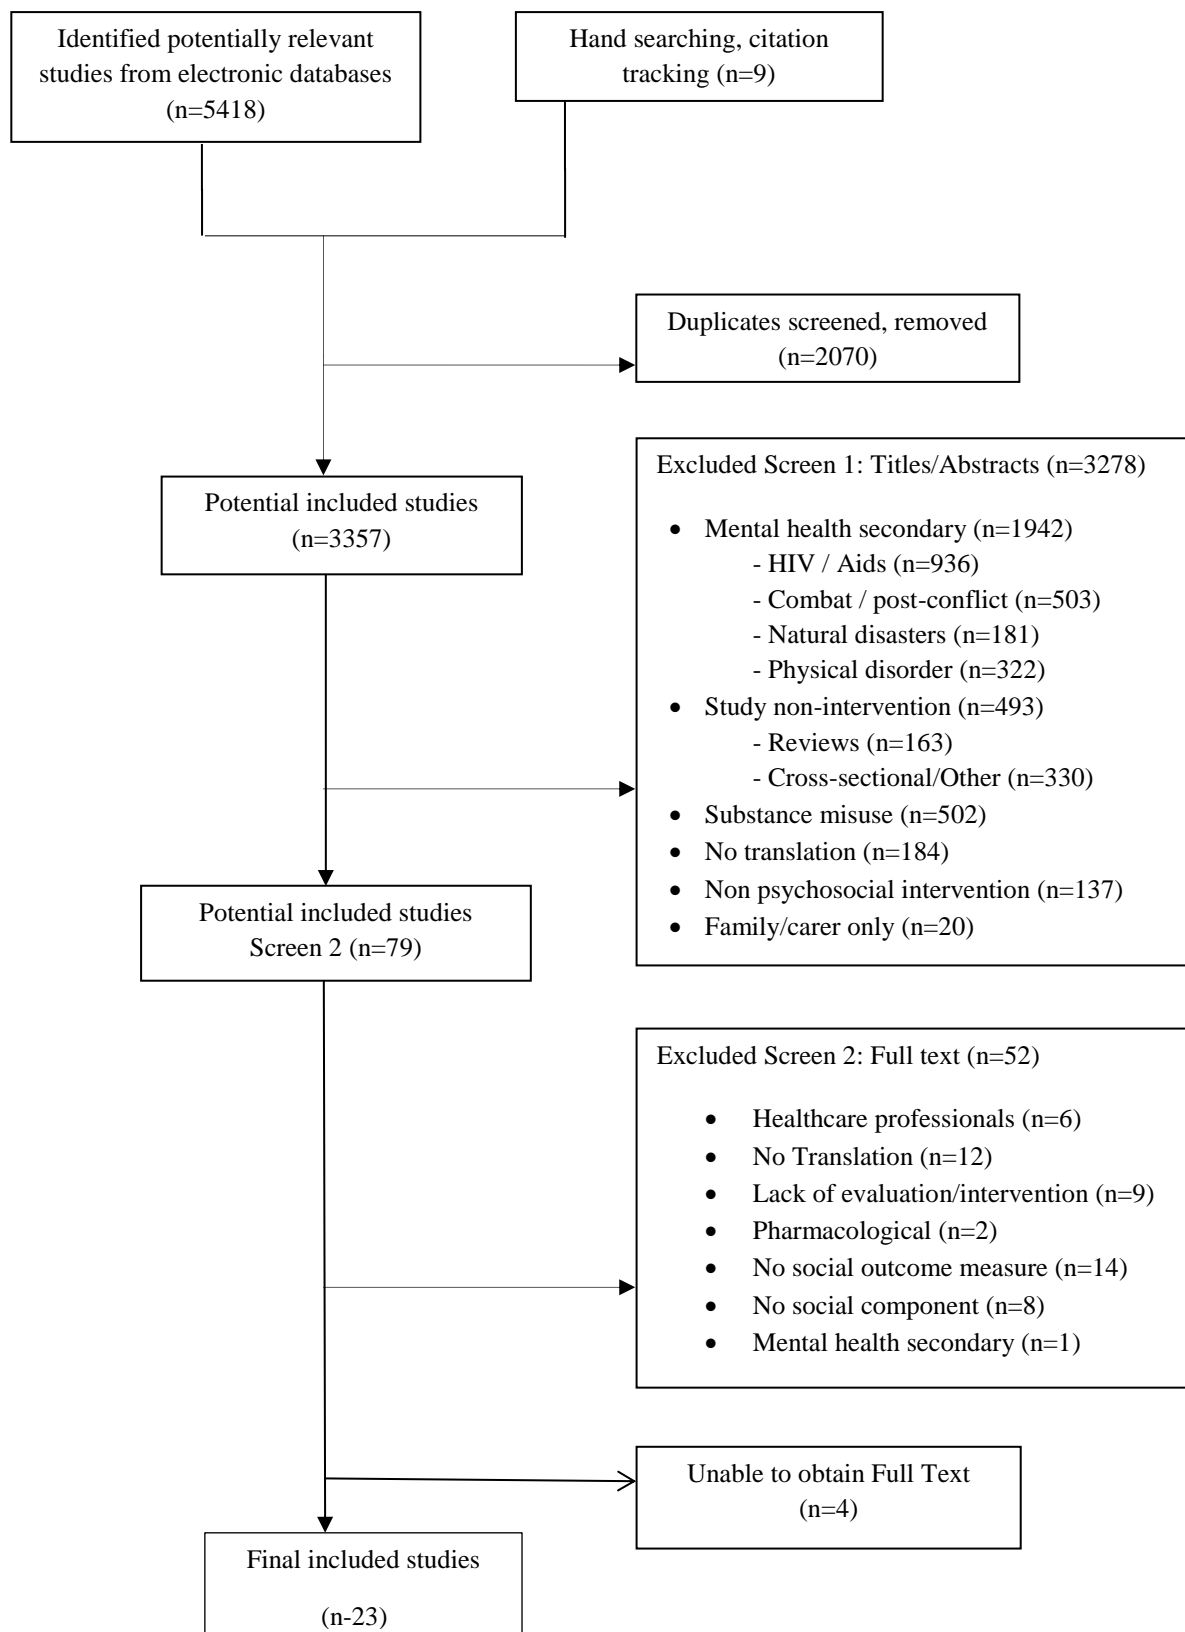 Identified potentially relevant
studies from electronic databases
(n=5418)
Hand searching, citation
tracking (n=9)
Duplicates screened, removed
(n=2070)
Potential included studies
(n=3357)
Excluded Screen 1: Titles/Abstracts (n=3278)
• Mental health secondary (n=1942)
- HIV / Aids (n=936)
- Combat / post-conflict (n=503)
- Natural disasters (n=181)
- Physical disorder (n=322)
• Study non-intervention (n=493)
- Reviews (n=163)
- Cross-sectional/Other (n=330)
• Substance misuse (n=502)
• No translation (n=184)
• Non psychosocial intervention (n=137)
• Family/carer only (n=20)
Potential included studies
Screen 2 (n=79)
Excluded Screen 2: Full text (n=52)
• Healthcare professionals (n=6)
• No Translation (n=12)
• Lack of evaluation/intervention (n=9)
• Pharmacological (n=2)
• No social outcome measure (n=14)
• No social component (n=8)
• Mental health secondary (n=1)
Unable to obtain Full Text
(n=4)
Final included studies
(n-23)